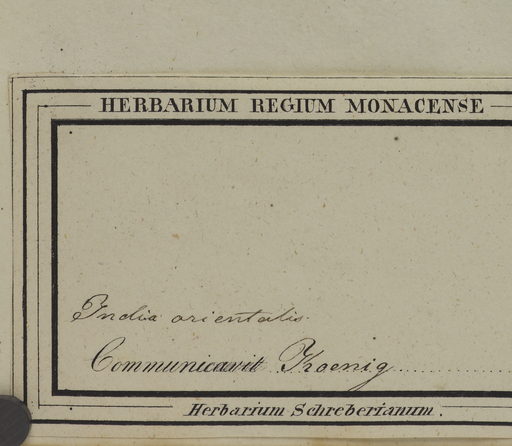 HERBARIUM REGIUM MONACENSE
India orientalis.
Communicavit Koenig
Herbarium Schreberianum.